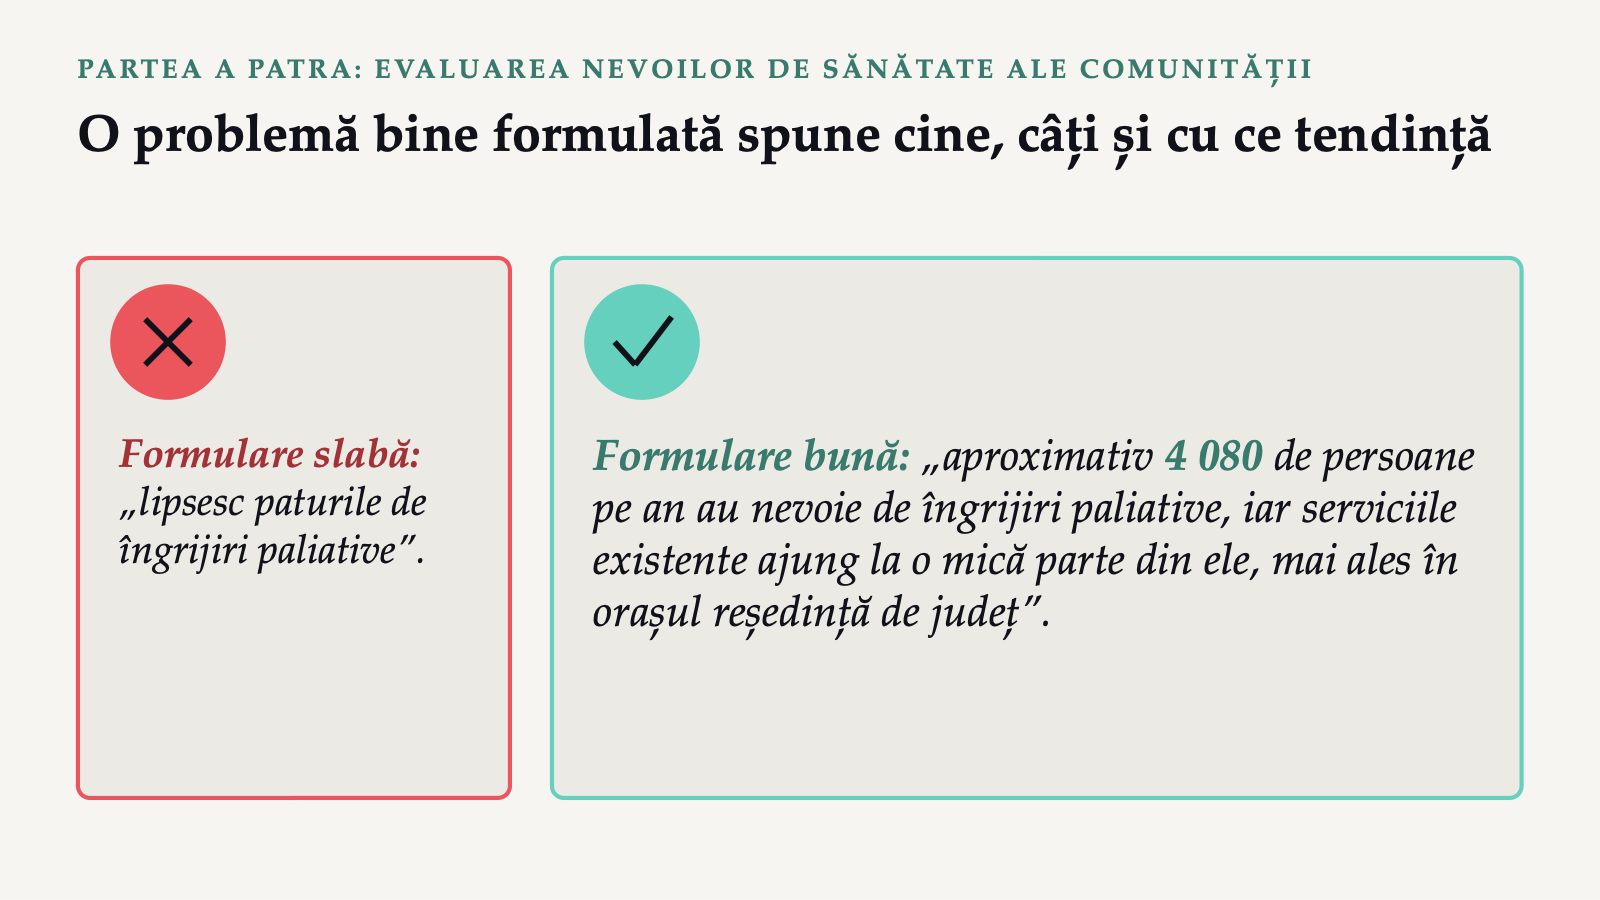 PARTEA A PATRA: EVALUAREA NEVOILOR DE SĂNĂTATE ALE COMUNITĂȚII
O problemă bine formulată spune cine, câți și cu ce tendință
Formulare slabă:
„lipsesc paturile de
îngrijiri paliative”.
Formulare bună: „aproximativ 4 080 de persoane
pe an au nevoie de îngrijiri paliative, iar serviciile
existente ajung la o mică parte din ele, mai ales în
orașul reședință de județ”.